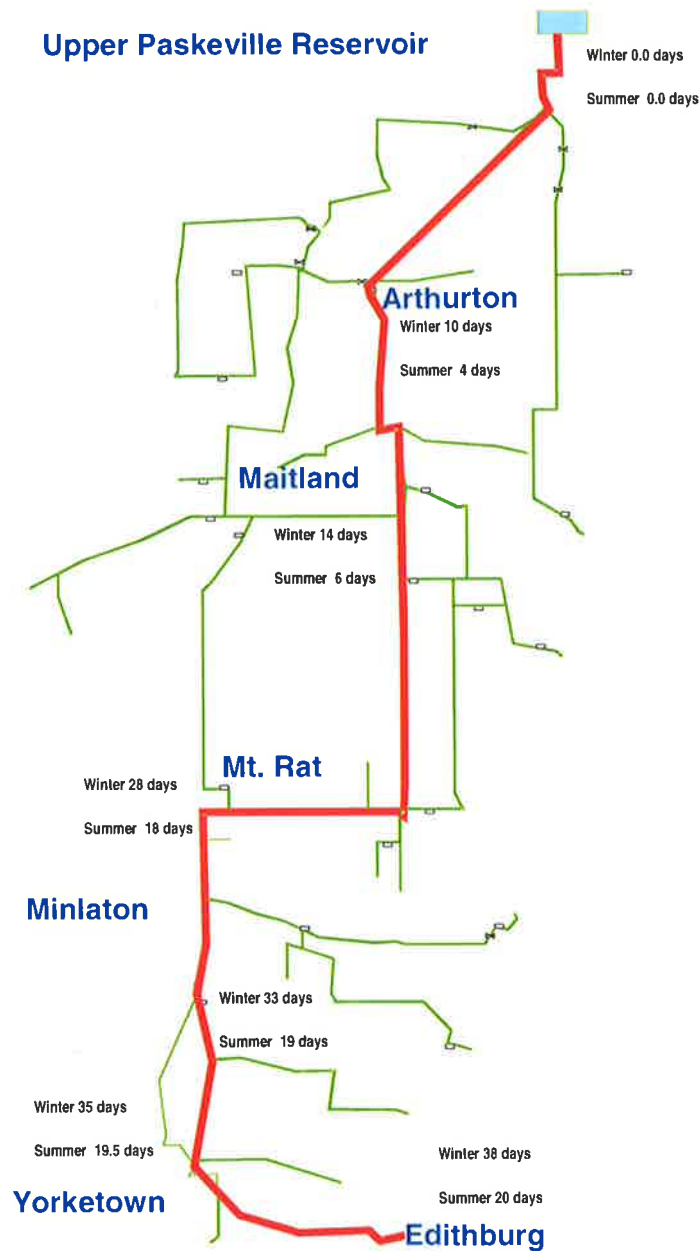 Upper Paskeville Reservoir
Winter 0.0 days
Summer 0.0 days
Arthurton
Winter 10 days
Summer 4 days
Maitland
Winter 14 days
Summer 6 days
Mt. Rat
Winter 28 days
Summer 18 days
Minlaton
Winter 33 days
Summer 19 days
Winter 35 days
Summer 19.5 days
Yorketown
Winter 38 days
Summer 20 days
Edithburg